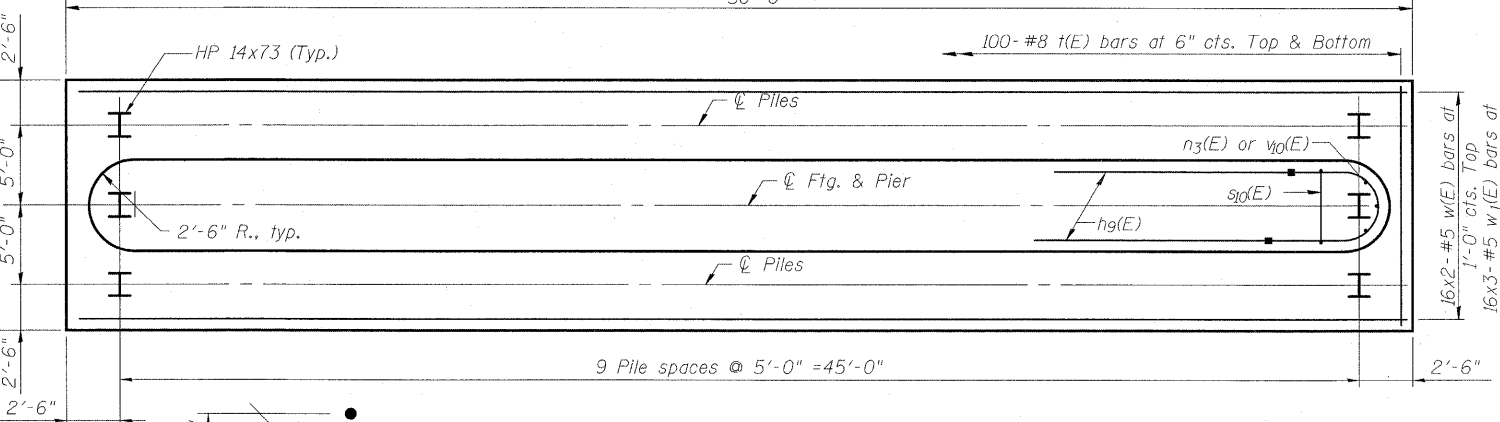 2'-6"
HP 14x73 (Typ.)
100- #8 t(E) bars at 6" cts. Top & Bottom
℄ Piles
n3(E) or v10(E)
5'-0"
℄ Ftg. & Pier
s10(E)
h9(E)
2'-6" R., typ.
5'-0"
℄ Piles
16x2- #5 w(E) bars at
1'-0" cts. Top
16x3- #5 w1(E) bars at
2'-6"
9 Pile spaces @ 5'-0" =45'-0"
2'-6"
2'-6"